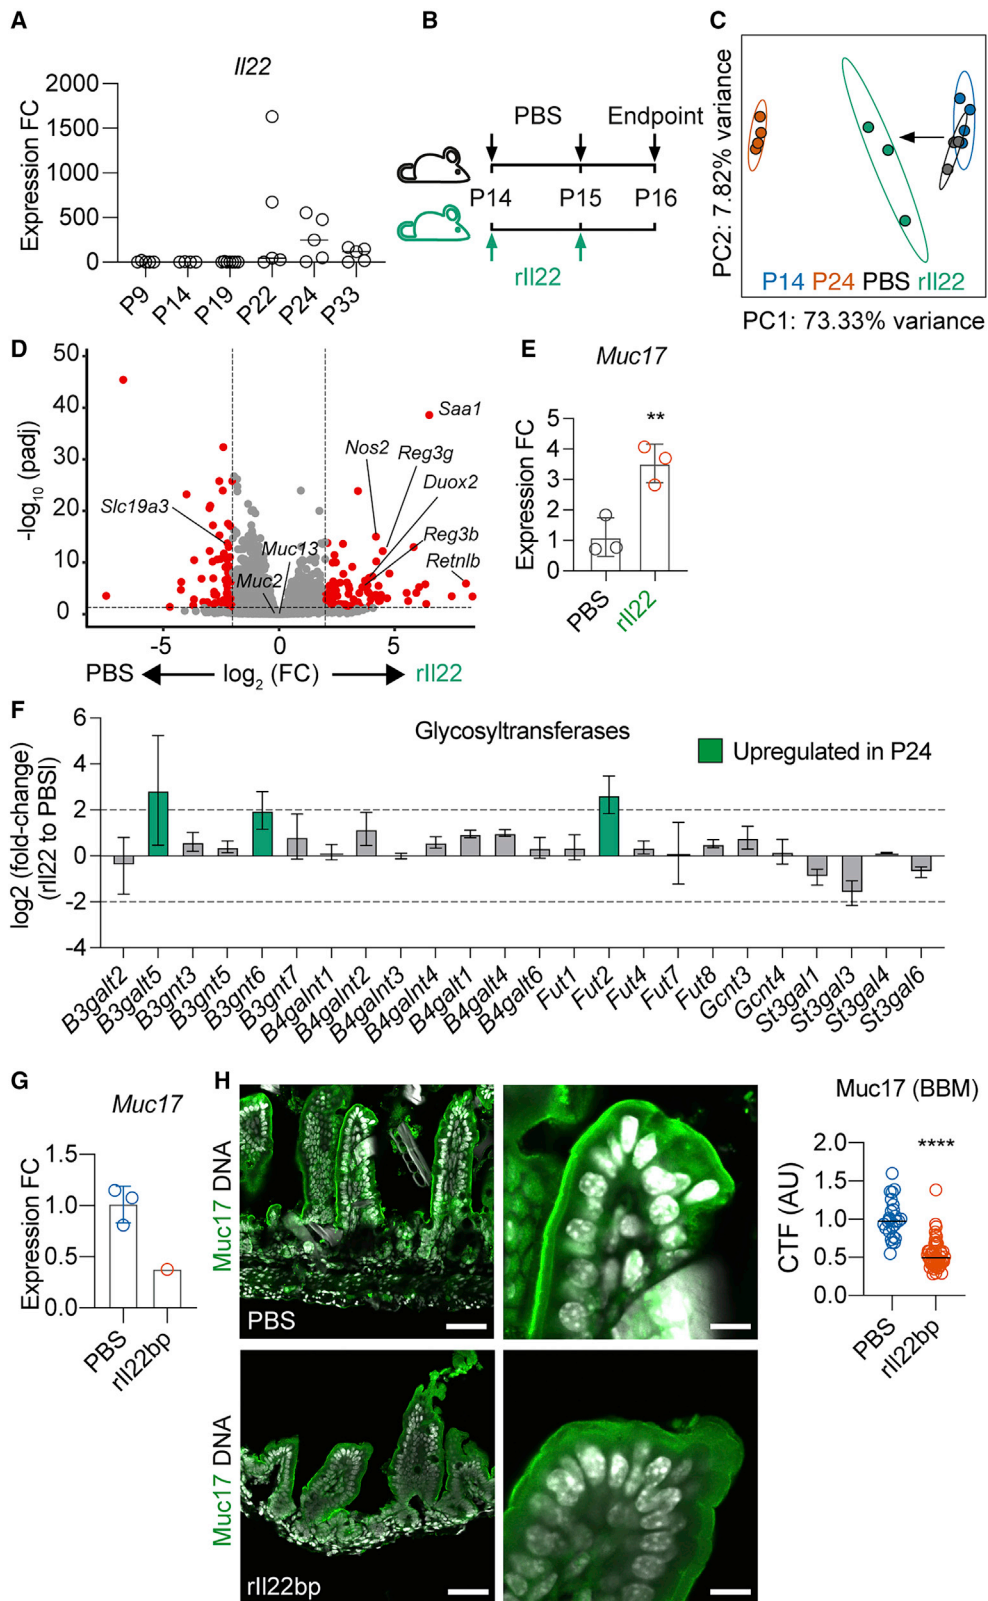 A
Il22
Expression FC
2000
1500
1000
500
0
P9
P14
P19
P22
P24
P33
B
PBS
Endpoint
P14
P15
P16
rIl22
C
PC2: 7.82% variance
P14 P24 PBS rIl22
PC1: 73.33% variance
D
-log10 (padj)
50
40
30
20
10
0
Saa1
Nos2
Reg3g
Duox2
Slc19a3
Reg3b
Muc13
Retnlb
Muc2
-5
0
5
PBS
log2 (FC)
rIl22
E
Muc17
Expression FC
5
4
3
2
1
0
**
PBS
rIl22
F
Glycosyltransferases
Upregulated in P24
log2 (fold-change)
(rIl22 to PBSl)
6
4
2
0
-2
-4
B3galt2
B3galt5
B3gnt3
B3gnt5
B3gnt6
B3gnt7
B4galnt1
B4galnt2
B4galnt3
B4galnt4
B4galt1
B4galt4
B4galt6
Fut1
Fut2
Fut4
Fut7
Fut8
Gcnt3
Gcnt4
St3gal1
St3gal3
St3gal4
St3gal6
G
Muc17
Expression FC
1.5
1.0
0.5
0.0
PBS
rIl22bp
H
Muc17 DNA
PBS
Muc17 DNA
rIl22bp
Muc17 (BBM)
CTF (AU)
2.0
1.5
1.0
0.5
0.0
****
PBS
rIl22bp